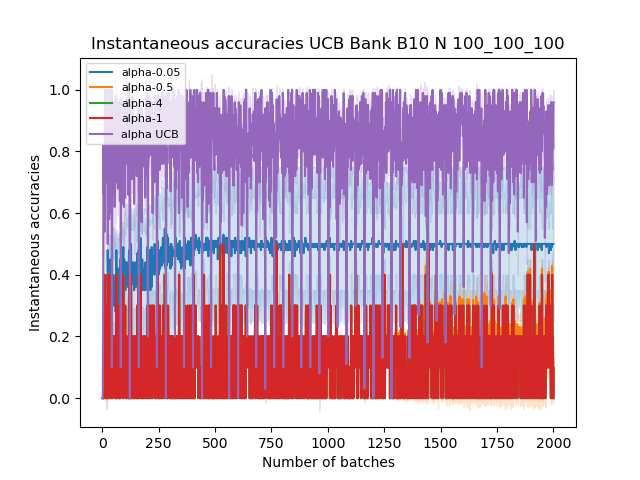 Instantaneous accuracies UCB Bank B10 N 100_100_100
alpha-0.05
alpha-0.5
alpha-4
alpha-1
alpha UCB
1.0
0.8
0.6
0.4
0.2
0.0
Instantaneous accuracies
0 250 500 750 1000 1250 1500 1750 2000
Number of batches